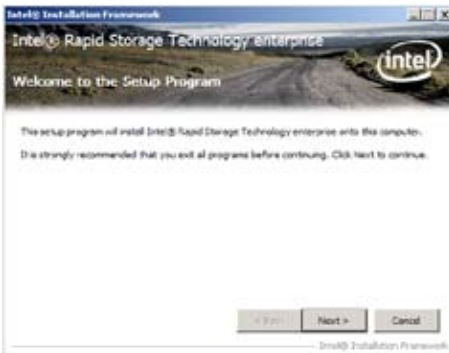 Intel® Installation Framework
Intel® Rapid Storage Technology enterprise
intel
Welcome to the Setup Program
This setup program will install Intel® Rapid Storage Technology enterprise onto this computer.
It is strongly recommended that you exit all programs before continuing. Click Next to continue.
< Back
Next >
Cancel
Intel® Installation Framework